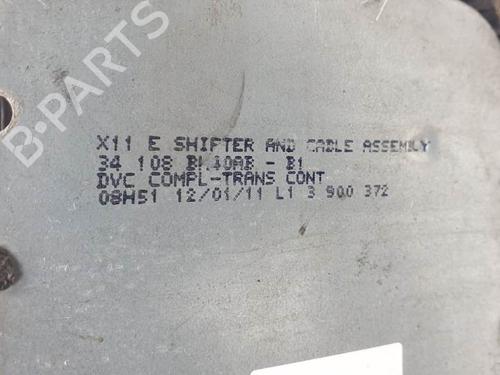 X11 E SHIFTER AND CABLE ASSEMBLY
34 108 - B1
DVC COMPL-TRANS CONT
08H51 12/01/11 L1 3 900 372
B-PARTS